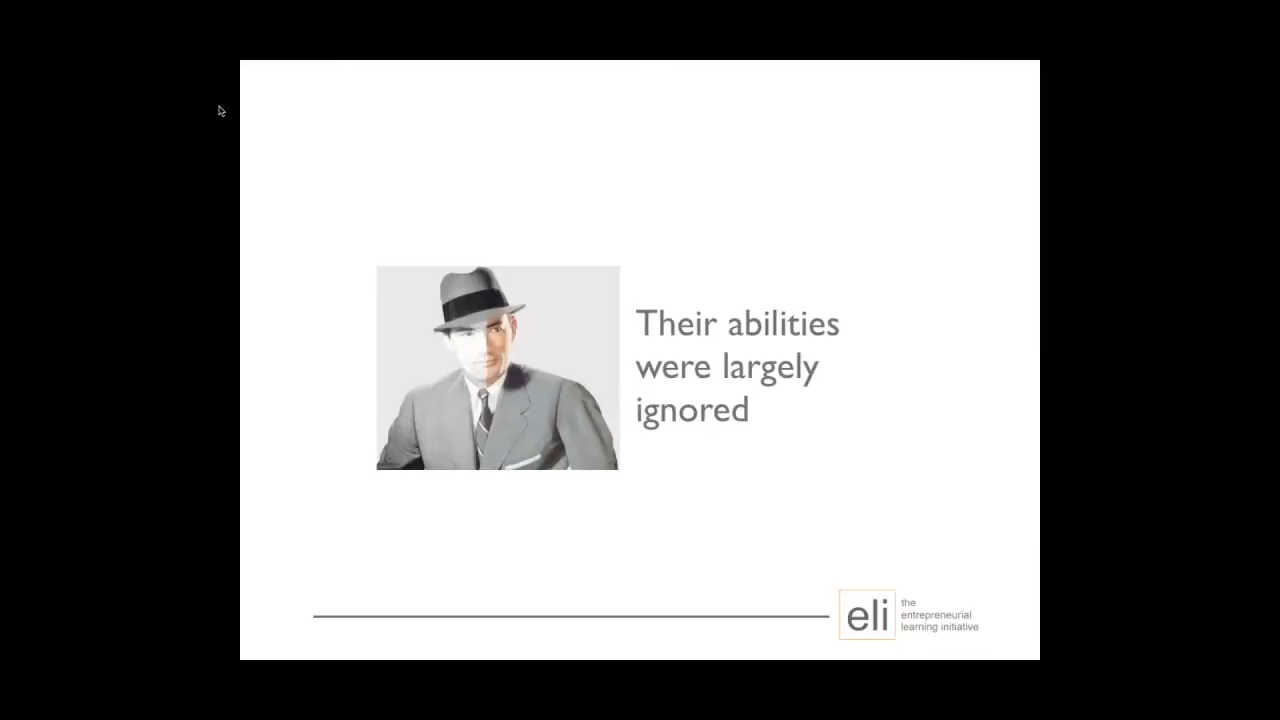 Their abilities
were largely
ignored
eli
the
entrepreneurial
learning initiative